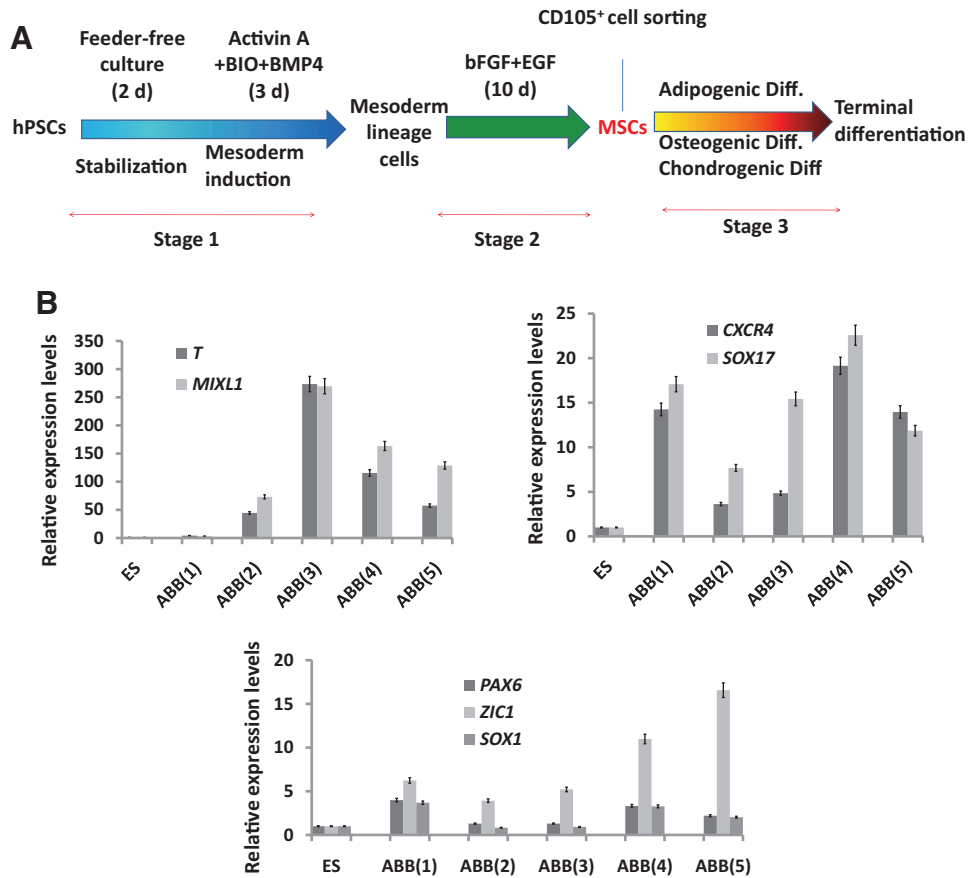 A
CD105+ cell sorting
Feeder-free
culture
(2 d)
Activin A
+BIO+BMP4
(3 d)
bFGF+EGF
(10 d)
hPSCs
Mesoderm
lineage
cells
MSCs
Adipogenic Diff.
Osteogenic Diff.
Chondrogenic Diff
Terminal
differentiation
Stabilization
Mesoderm
induction
Stage 1
Stage 2
Stage 3
B
Relative expression levels
350
300
250
200
150
100
50
0
T
MIXL1
ES
ABB(1)
ABB(2)
ABB(3)
ABB(4)
ABB(5)
Relative expression levels
25
20
15
10
5
0
CXCR4
SOX17
ES
ABB(1)
ABB(2)
ABB(3)
ABB(4)
ABB(5)
Relative expression levels
20
15
10
5
0
PAX6
ZIC1
SOX1
ES
ABB(1)
ABB(2)
ABB(3)
ABB(4)
ABB(5)